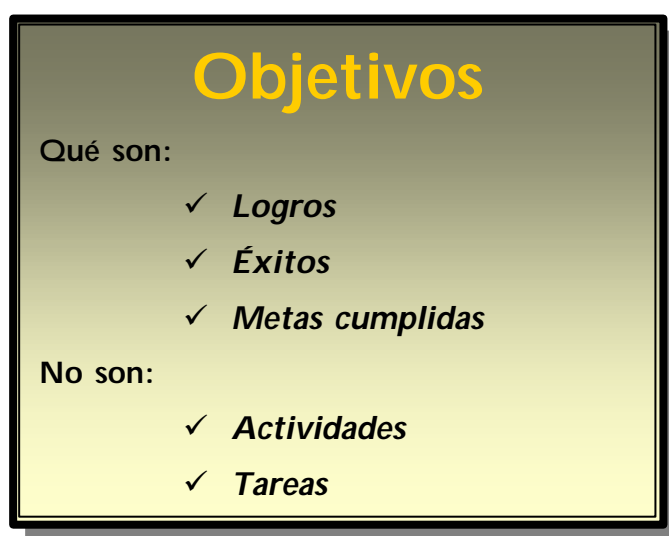 Objetivos
Qué son:
✓ Logros
✓ Éxitos
✓ Metas cumplidas
No son:
✓ Actividades
✓ Tareas